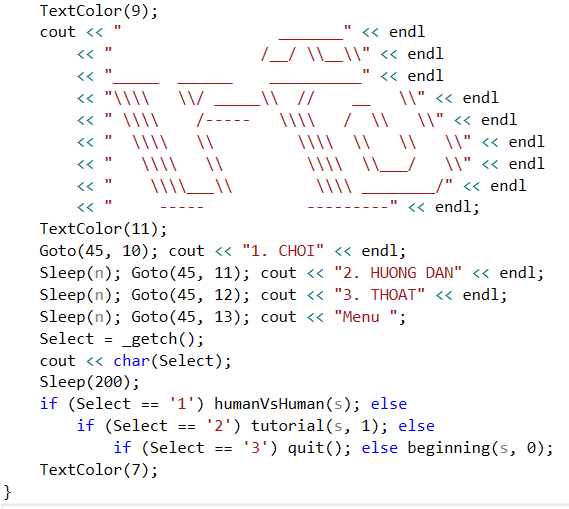 TextColor(9);
cout << "                 _______" << endl
    << "                /__/ \\__\\" << endl
    << "_____  ______    __________" << endl
    << "\\\\   \\/ _____\\  //    __   \\" << endl
    << " \\\\    /-----   \\\\   /  \\   \\" << endl
    << "  \\\\   \\         \\\\  \\   \\   \\" << endl
    << "   \\\\   \\         \\\\  \\___/   \\" << endl
    << "    \\\\___\\         \\\\ ________/" << endl
    << "     -----           ---------" << endl;
TextColor(11);
Goto(45, 10); cout << "1. CHOI" << endl;
Sleep(n); Goto(45, 11); cout << "2. HUONG DAN" << endl;
Sleep(n); Goto(45, 12); cout << "3. THOAT" << endl;
Sleep(n); Goto(45, 13); cout << "Menu ";
Select = _getch();
cout << char(Select);
Sleep(200);
if (Select == '1') humanVsHuman(s); else
    if (Select == '2') tutorial(s, 1); else
        if (Select == '3') quit(); else beginning(s, 0);
TextColor(7);
}